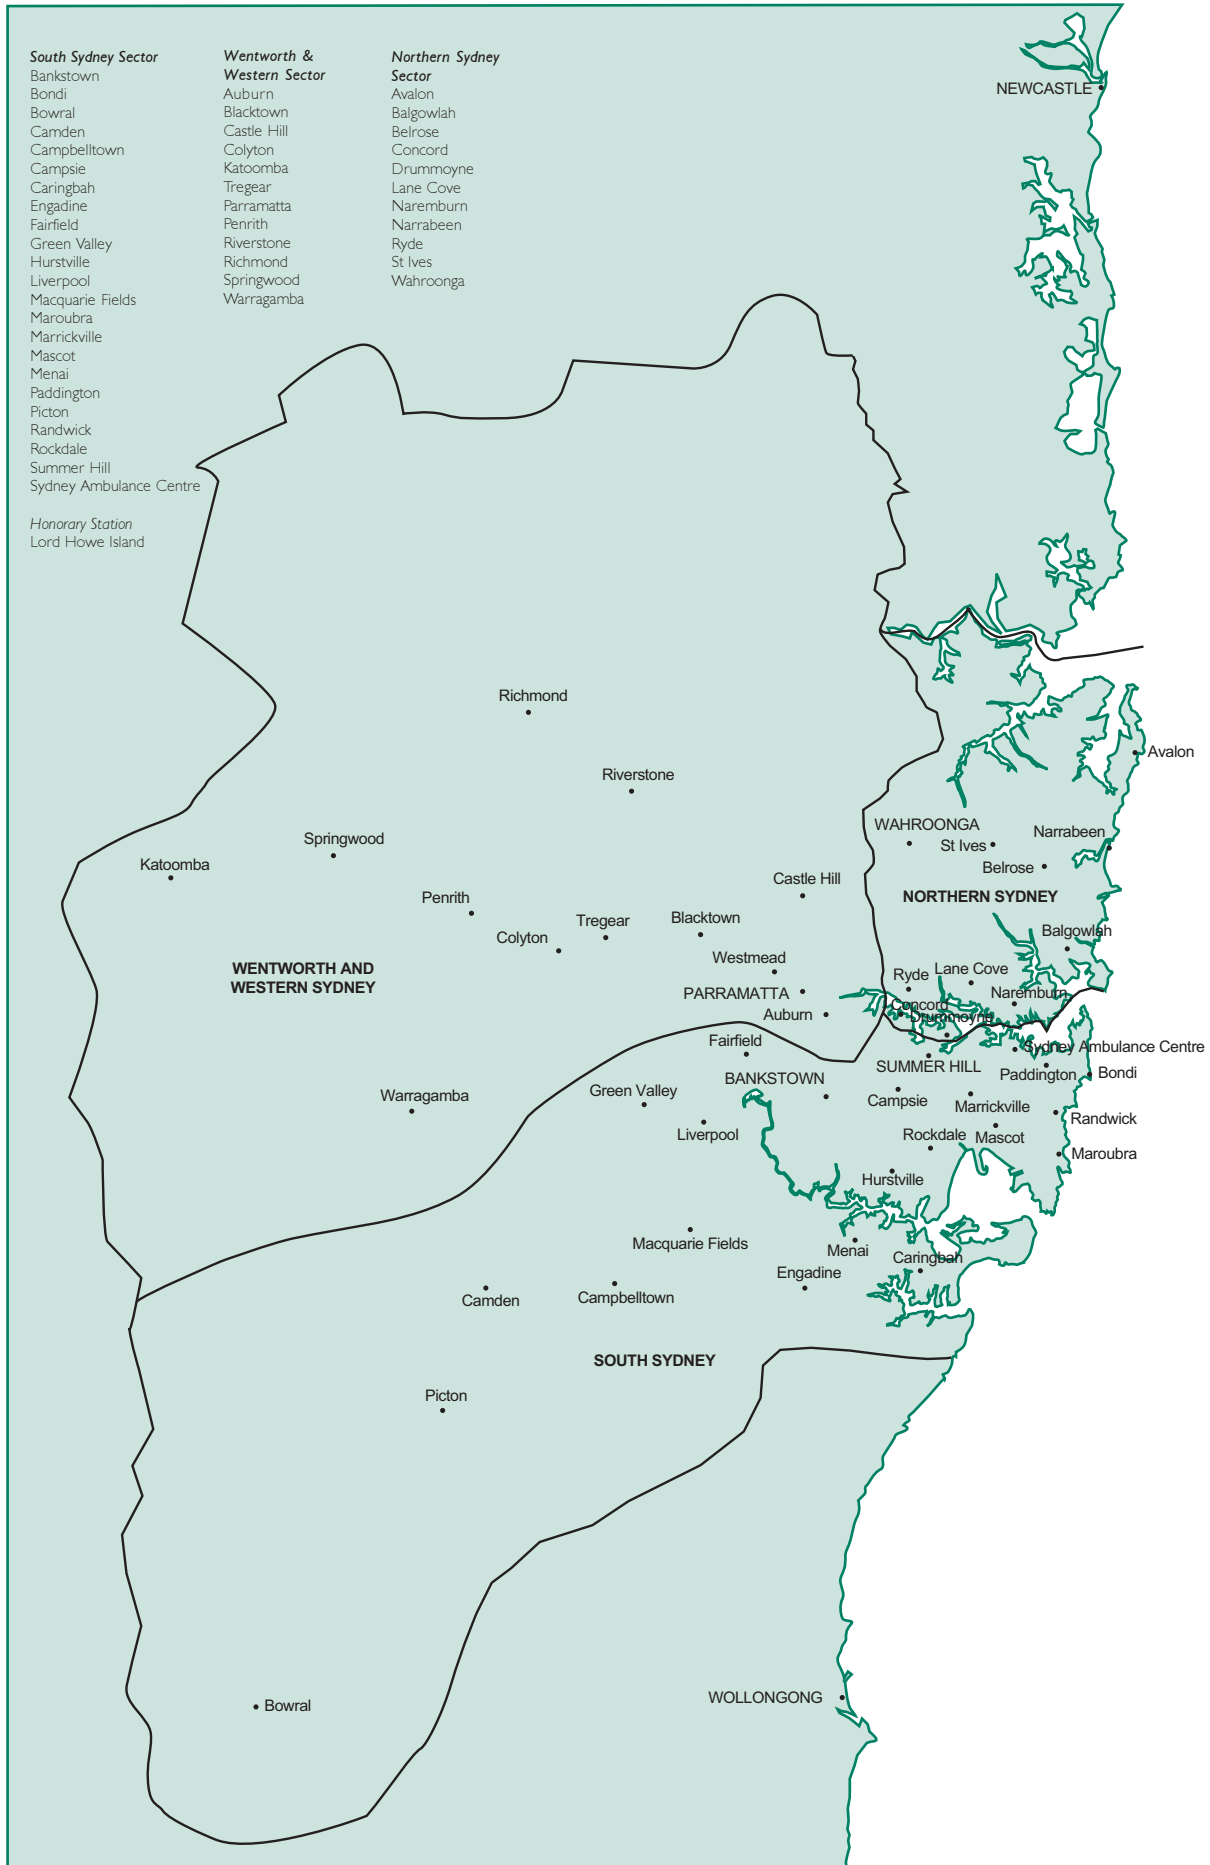 South Sydney Sector
Bankstown
Bondi
Bowral
Camden
Campbelltown
Campsie
Caringbah
Engadine
Fairfield
Green Valley
Hurstville
Liverpool
Macquarie Fields
Maroubra
Marrickville
Mascot
Menai
Paddington
Picton
Randwick
Rockdale
Summer Hill
Sydney Ambulance Centre
Honorary Station
Lord Howe Island
Wentworth &
Western Sector
Auburn
Blacktown
Castle Hill
Colyton
Katoomba
Tregear
Parramatta
Penrith
Riverstone
Richmond
Springwood
Warragamba
Northern Sydney
Sector
Avalon
Balgowlah
Belrose
Concord
Drummoyne
Lane Cove
Naremburn
Narrabeen
Ryde
St Ives
Wahroonga
NEWCASTLE
Richmond
Avalon
Riverstone
WAHROONGA
Narrabeen
Springwood
St Ives
Katoomba
Belrose
Castle Hill
Penrith
NORTHERN SYDNEY
Tregear
Blacktown
Colyton
Balgowlah
Westmead
WENTWORTH AND
WESTERN SYDNEY
Ryde
Lane Cove
PARRAMATTA
Naremburn
Concord
Auburn
Drummoyne
Fairfield
Sydney Ambulance Centre
SUMMER HILL
BANKSTOWN
Paddington
Bondi
Green Valley
Warragamba
Campsie
Marrickville
Randwick
Liverpool
Rockdale
Mascot
Maroubra
Hurstville
Macquarie Fields
Menai
Caringbah
Engadine
Camden
Campbelltown
SOUTH SYDNEY
Picton
Bowral
WOLLONGONG